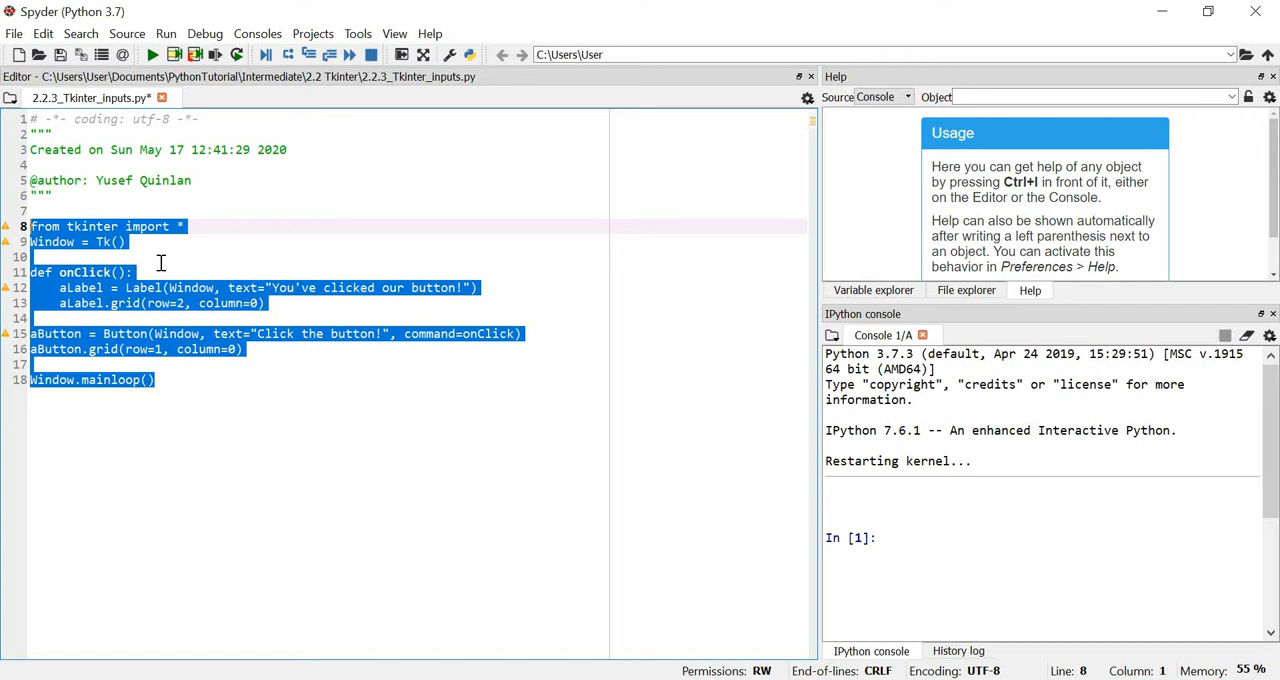 Spyder (Python 3.7)
File Edit Search Source Run Debug Consoles Projects Tools View Help
C:\Users\User
Editor - C:\Users\User\Documents\PythonTutorial\Intermediate\2.2 Tkinter\2.2.3_Tkinter_inputs.py
2.2.3_Tkinter_inputs.py*
1 # -*- coding: utf-8 -*-
2 """
3 Created on Sun May 17 12:41:29 2020
4
5 @author: Yusef Quinlan
6 """
7
8 from tkinter import *
9 Window = Tk()
10
11 def onClick():
12     aLabel = Label(Window, text="You've clicked our button!")
13     aLabel.grid(row=2, column=0)
14
15 aButton = Button(Window, text="Click the button!", command=onClick)
16 aButton.grid(row=1, column=0)
17
18 Window.mainloop()
Help
Source Console Object
Usage
Here you can get help of any object
by pressing Ctrl+I in front of it, either
on the Editor or the Console.
Help can also be shown automatically
after writing a left parenthesis next to
an object. You can activate this
behavior in Preferences > Help.
Variable explorer File explorer Help
IPython console
Console 1/A
Python 3.7.3 (default, Apr 24 2019, 15:29:51) [MSC v.1915
64 bit (AMD64)]
Type "copyright", "credits" or "license" for more
information.
IPython 7.6.1 -- An enhanced Interactive Python.
Restarting kernel...
In [1]:
IPython console History log
Permissions: RW End-of-lines: CRLF Encoding: UTF-8 Line: 8 Column: 1 Memory: 55 %